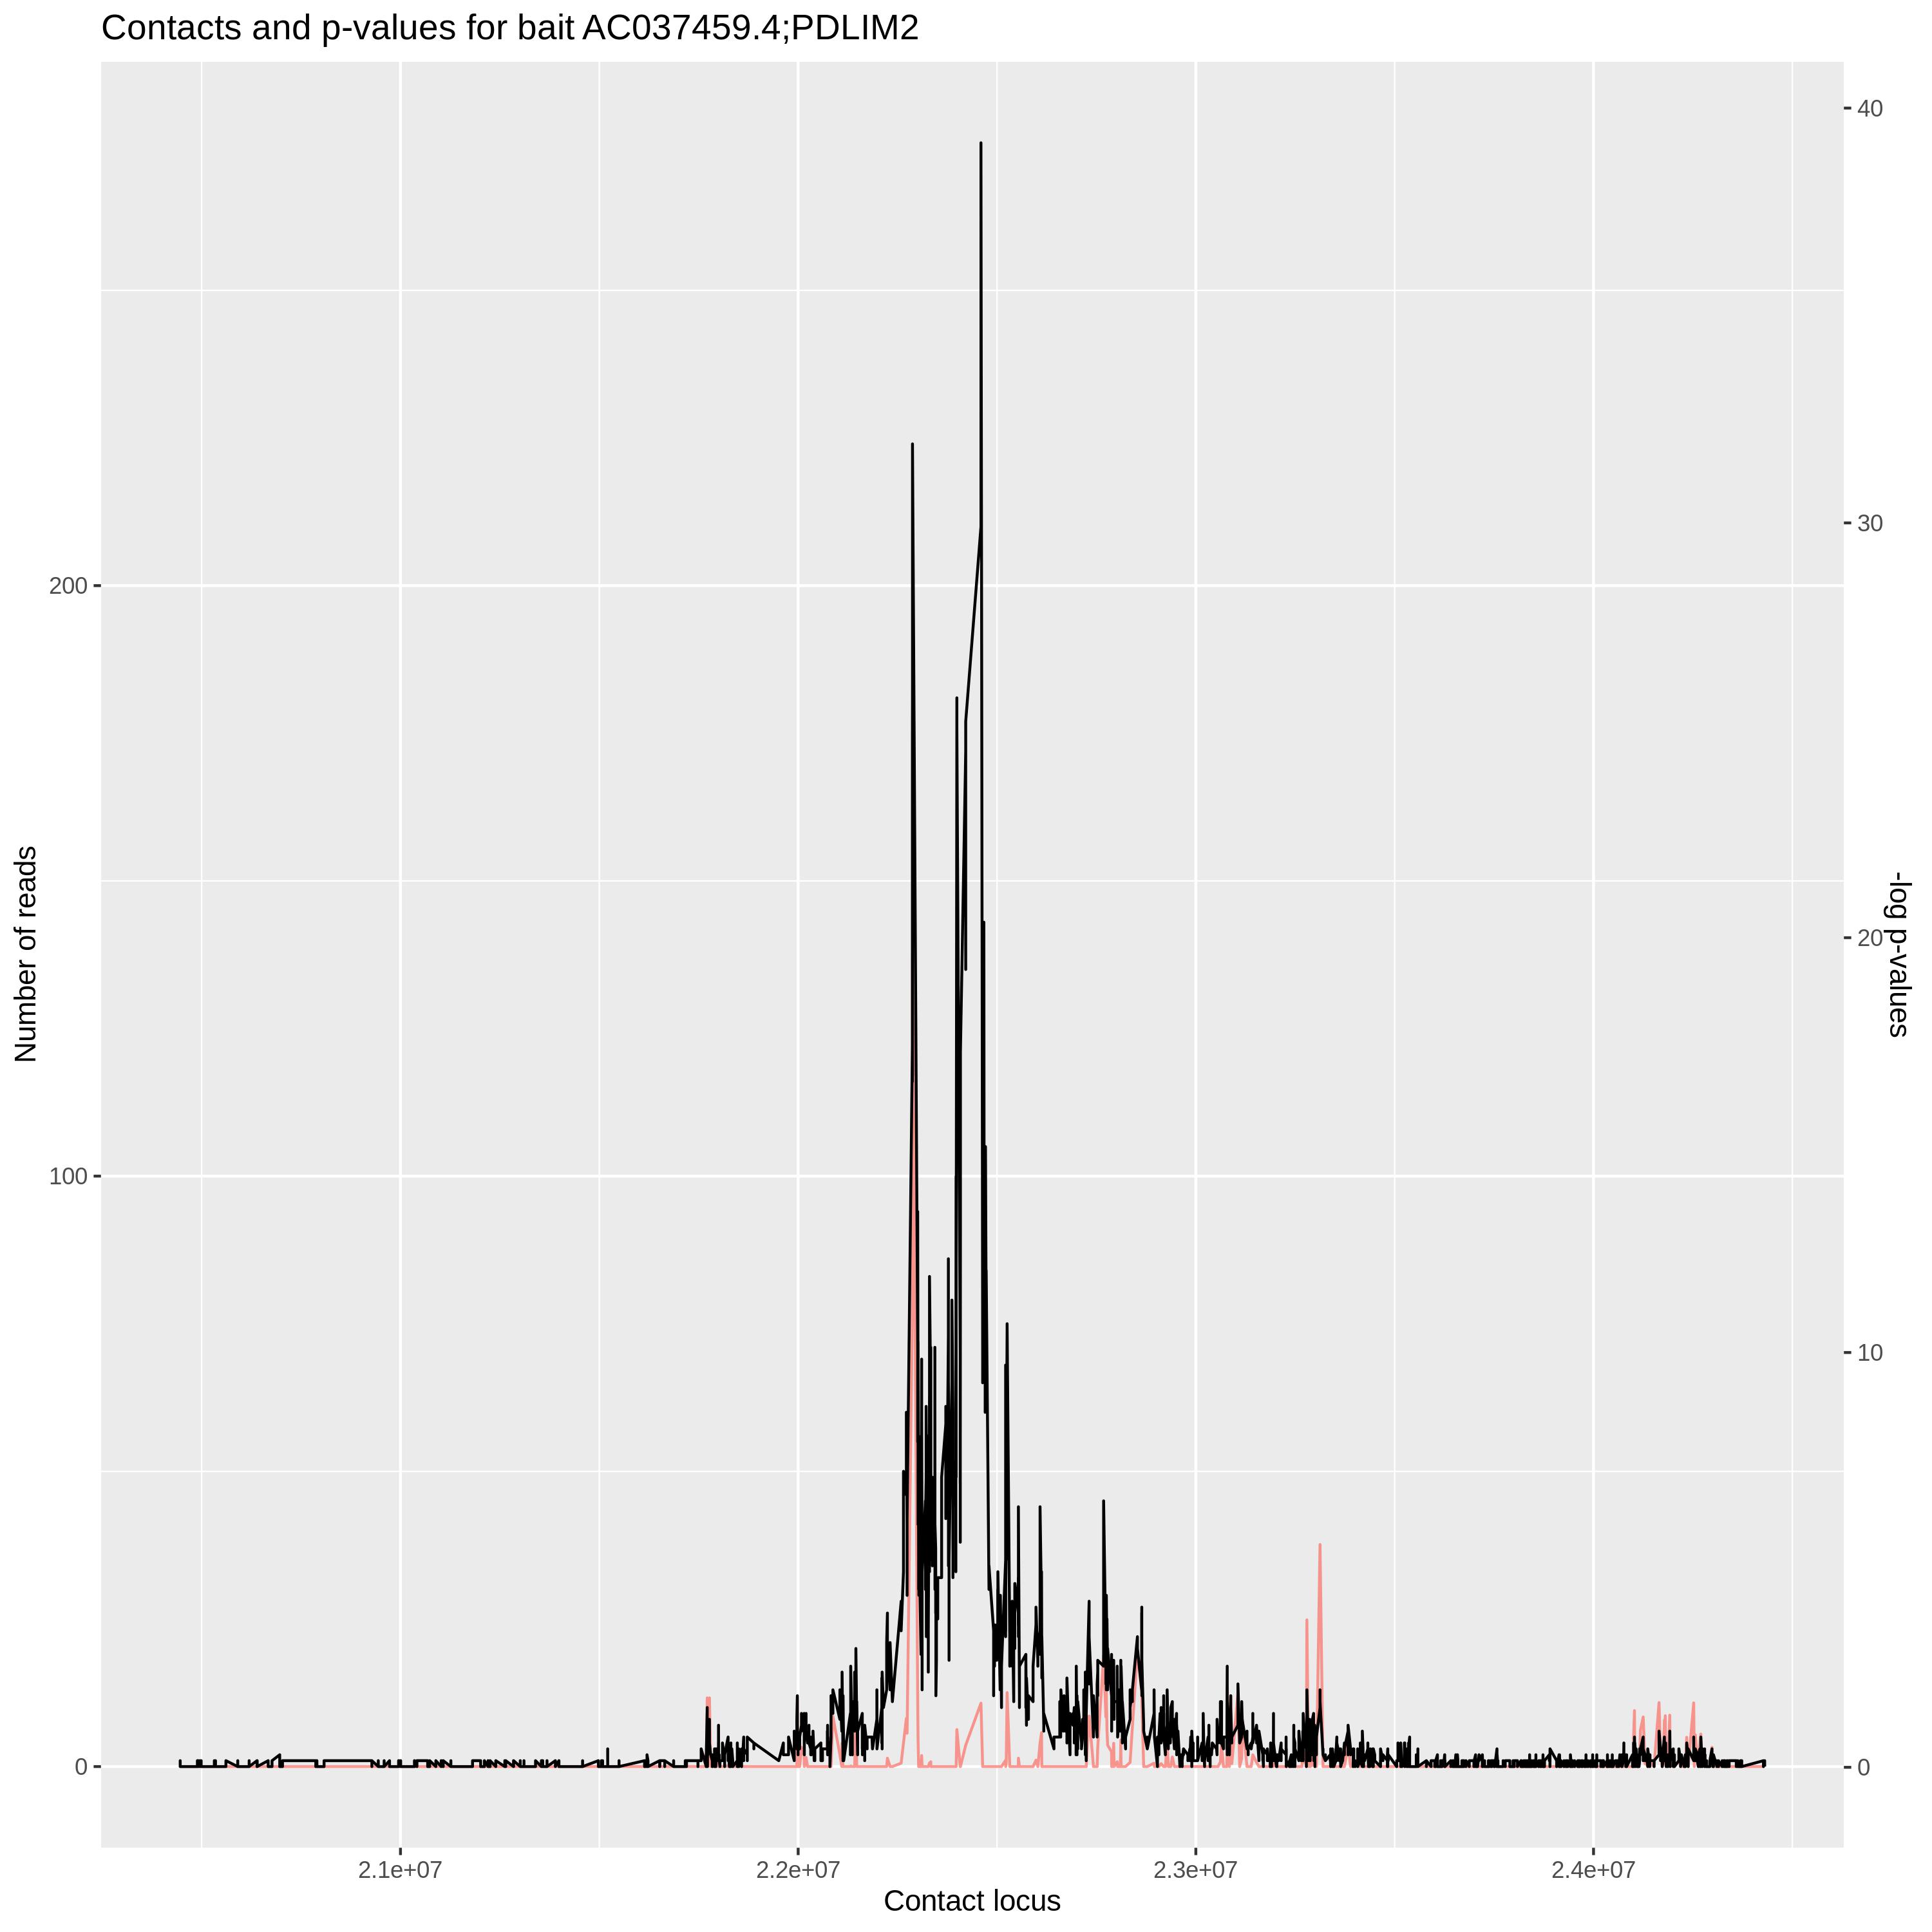 Contacts and p-values for bait AC037459.4;PDLIM2
Number of reads
200
100
0
40
30
20
10
0
-log p-values
2.1e+07
2.2e+07
2.3e+07
2.4e+07
Contact locus